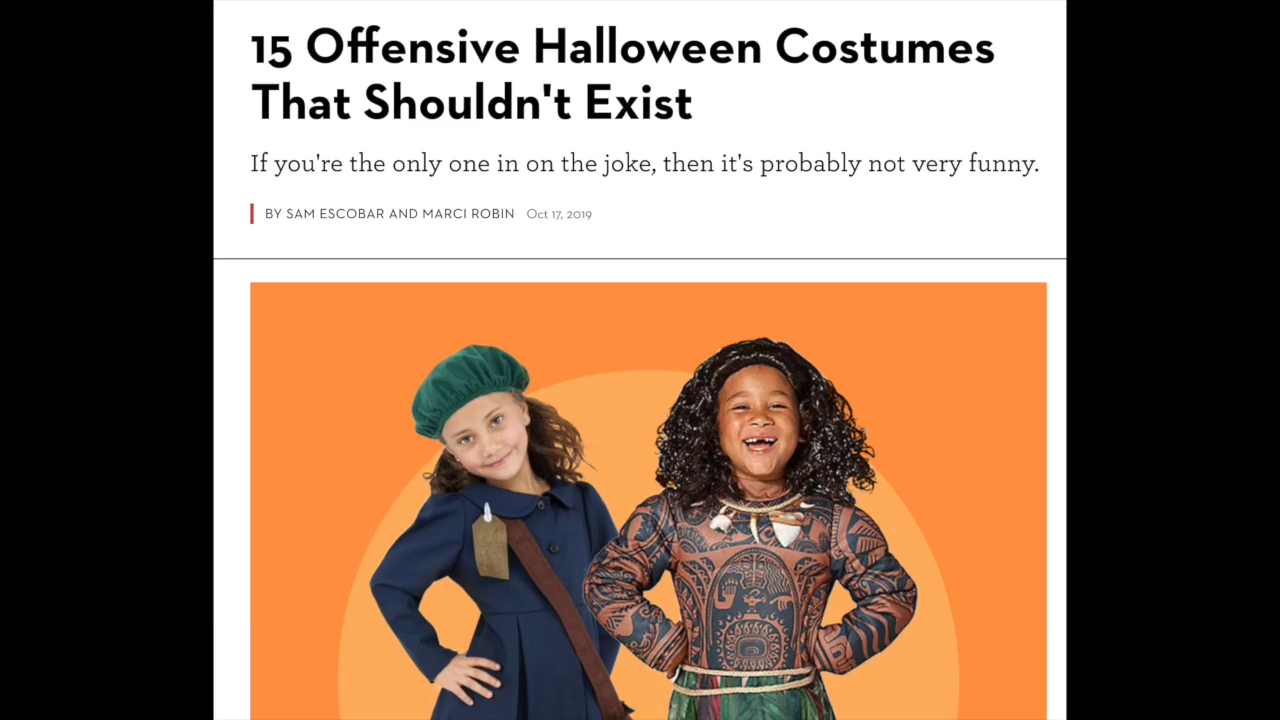 15 Offensive Halloween Costumes
That Shouldn't Exist
If you're the only one in on the joke, then it's probably not very funny.
BY SAM ESCOBAR AND MARCI ROBIN Oct 17, 2019